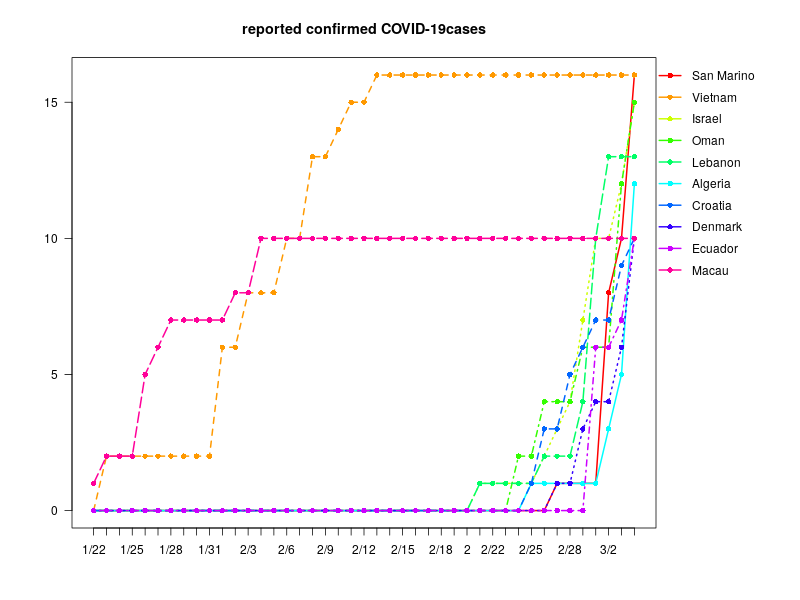 reported confirmed COVID-19cases
San Marino
Vietnam
Israel
Oman
Lebanon
Algeria
Croatia
Denmark
Ecuador
Macau
15
10
5
0
1/22 1/25 1/28 1/31 2/3 2/6 2/9 2/12 2/15 2/18 2 2/22 2/25 2/28 3/2